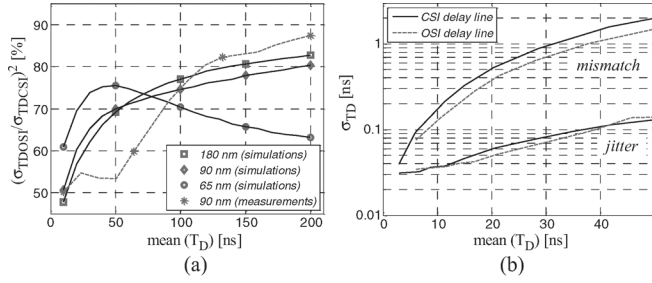 (a)
(σTDOSI/σTDCSI)² [%]
90
80
70
60
50
0
50
100
150
200
mean (TD) [ns]
180 nm (simulations)
90 nm (simulations)
65 nm (simulations)
90 nm (measurements)
(b)
σTD [ns]
1
0.1
0.01
0
10
20
30
40
mean (TD) [ns]
CSI delay line
OSI delay line
mismatch
jitter
(a)
(b)